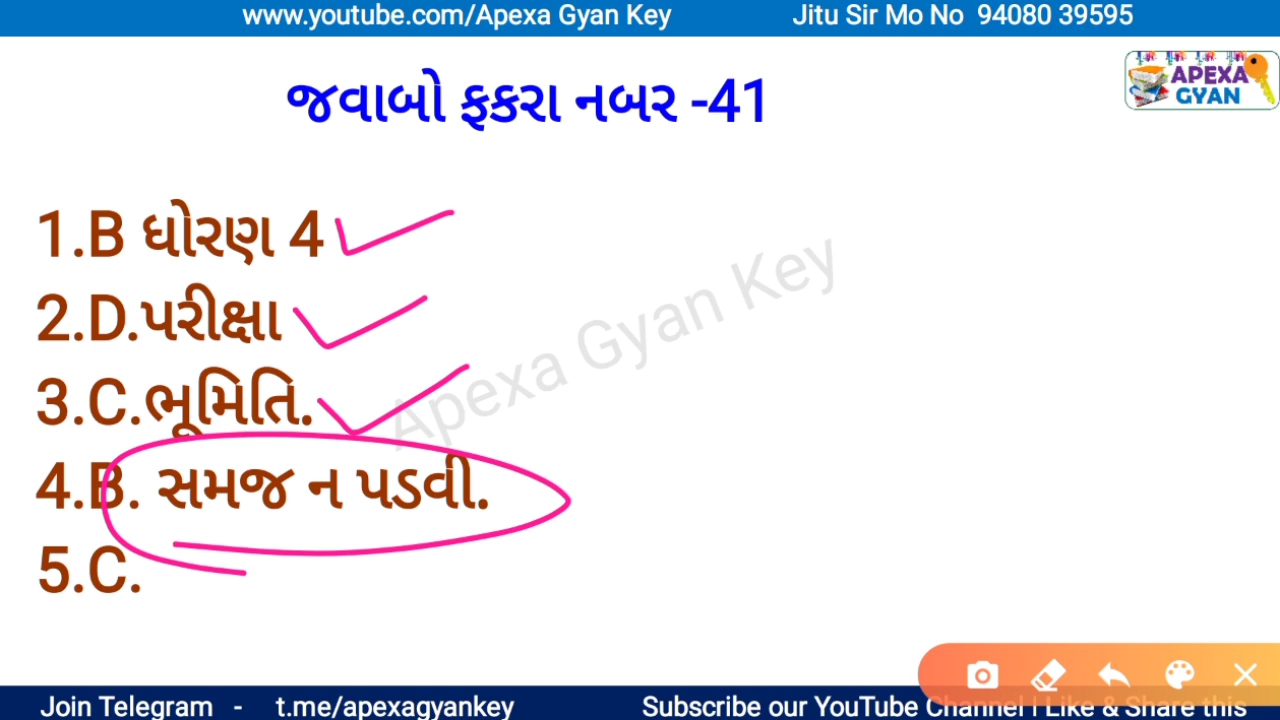 www.youtube.com/Apexa Gyan Key Jitu Sir Mo No 94080 39595
APEXA
GYAN
જવાબો ફકરા નબર -41
1.B ધોરણ 4
2.D.પરીક્ષા
3.C.ભૂમિતિ.
4.B. સમજ ન પડવી.
5.C.
Apexa Gyan Key
Join Telegram - t.me/apexagyankey Subscribe our YouTube Channel | Like & Share this